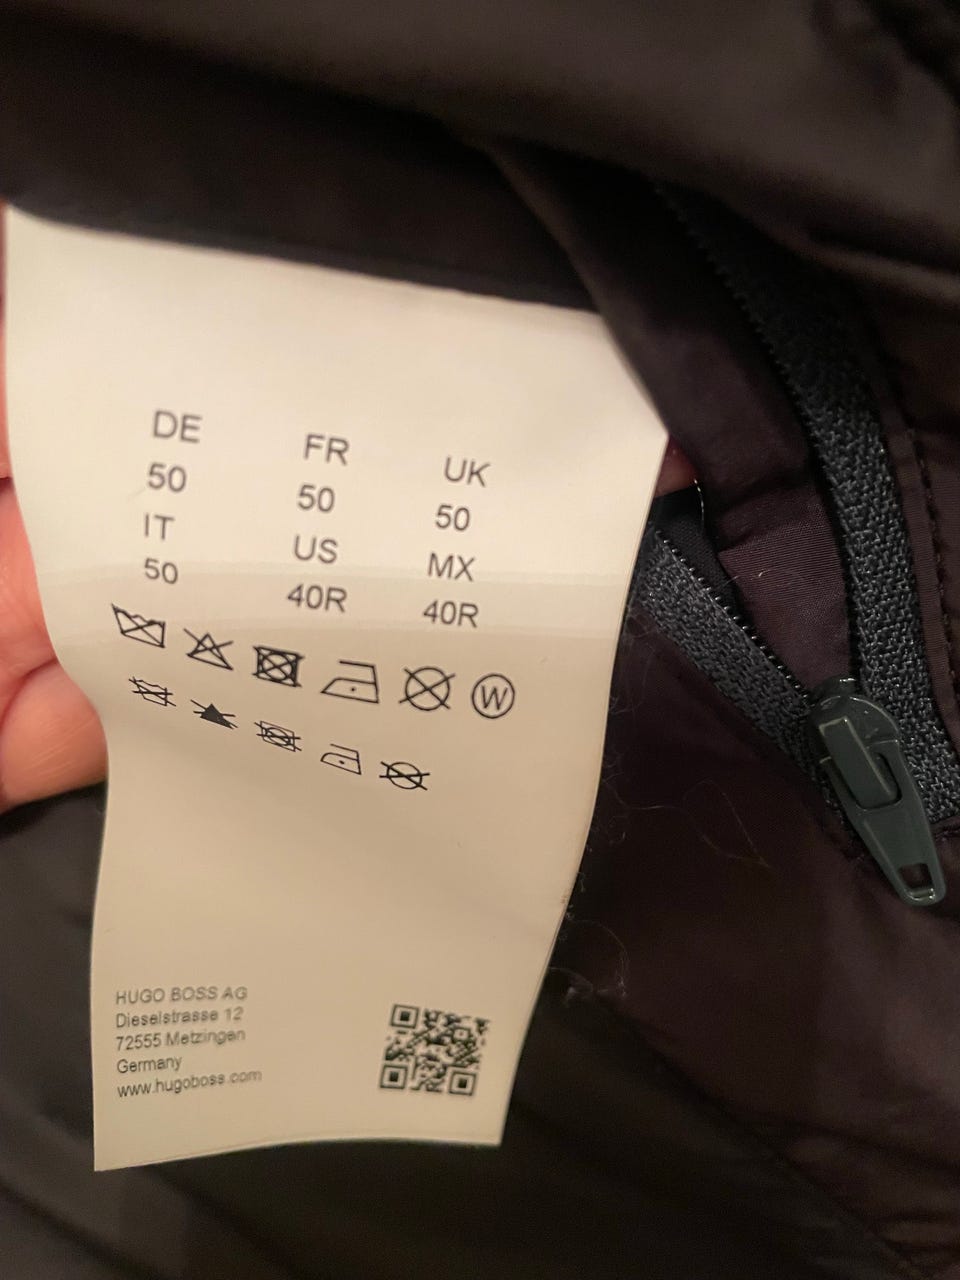 DE FR UK
50 50 50
IT US MX
50 40R 40R
W
HUGO BOSS AG
Dieselstrasse 12
72555 Metzingen
Germany
www.hugoboss.com